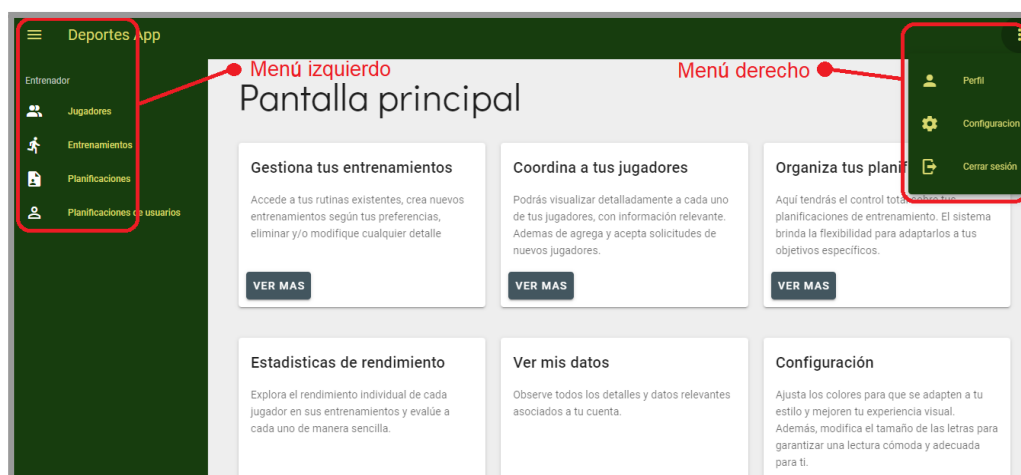 Deportes App
Entrenador
Jugadores
Entrenamientos
Planificaciones
Planificaciones de usuarios
Menú izquierdo
Menú derecho
Perfil
Configuracion
Cerrar sesión
Pantalla principal
Gestiona tus entrenamientos
Accede a tus rutinas existentes, crea nuevos
entrenamientos según tus preferencias,
eliminar y/o modifique cualquier detalle
VER MAS
Coordina a tus jugadores
Podrás visualizar detalladamente a cada uno
de tus jugadores, con información relevante.
Ademas de agrega y acepta solicitudes de
nuevos jugadores.
VER MAS
Organiza tus planif
Aquí tendrás el control total sobre tus
planificaciones de entrenamiento. El sistema
brinda la flexibilidad para adaptarlos a tus
objetivos específicos.
VER MAS
Estadisticas de rendimiento
Explora el rendimiento individual de cada
jugador en sus entrenamientos y evalúe a
cada uno de manera sencilla.
Ver mis datos
Observe todos los detalles y datos relevantes
asociados a tu cuenta.
Configuración
Ajusta los colores para que se adapten a tu
estilo y mejoren tu experiencia visual.
Además, modifica el tamaño de las letras para
garantizar una lectura cómoda y adecuada
para ti.